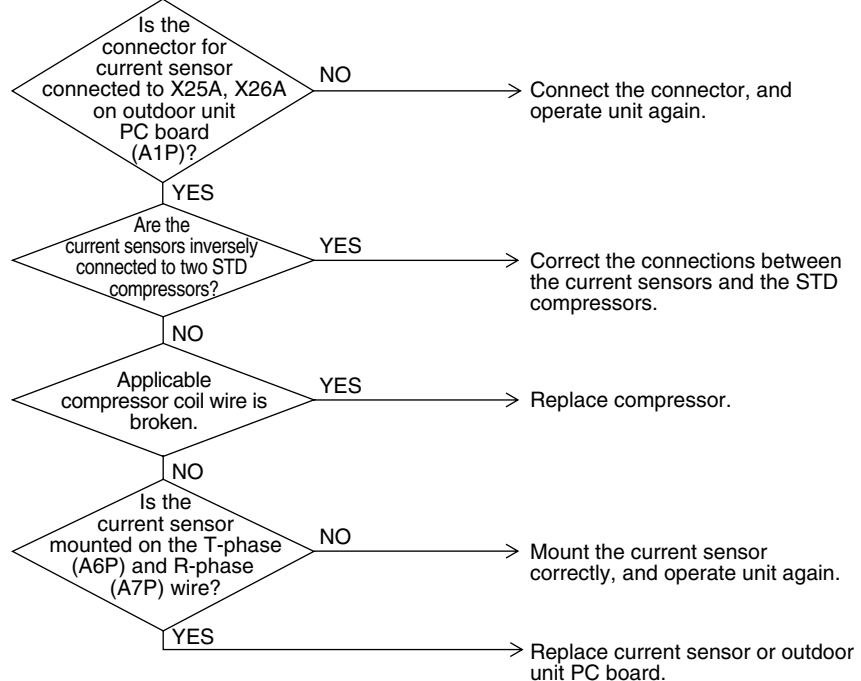 Is the
connector for
current sensor
connected to X25A, X26A
on outdoor unit
PC board
(A1P)?
NO
Connect the connector, and
operate unit again.
YES
Are the
current sensors inversely
connected to two STD
compressors?
YES
Correct the connections between
the current sensors and the STD
compressors.
NO
Applicable
compressor coil wire is
broken.
YES
Replace compressor.
NO
Is the
current sensor
mounted on the T-phase
(A6P) and R-phase
(A7P) wire?
NO
Mount the current sensor
correctly, and operate unit again.
YES
Replace current sensor or outdoor
unit PC board.